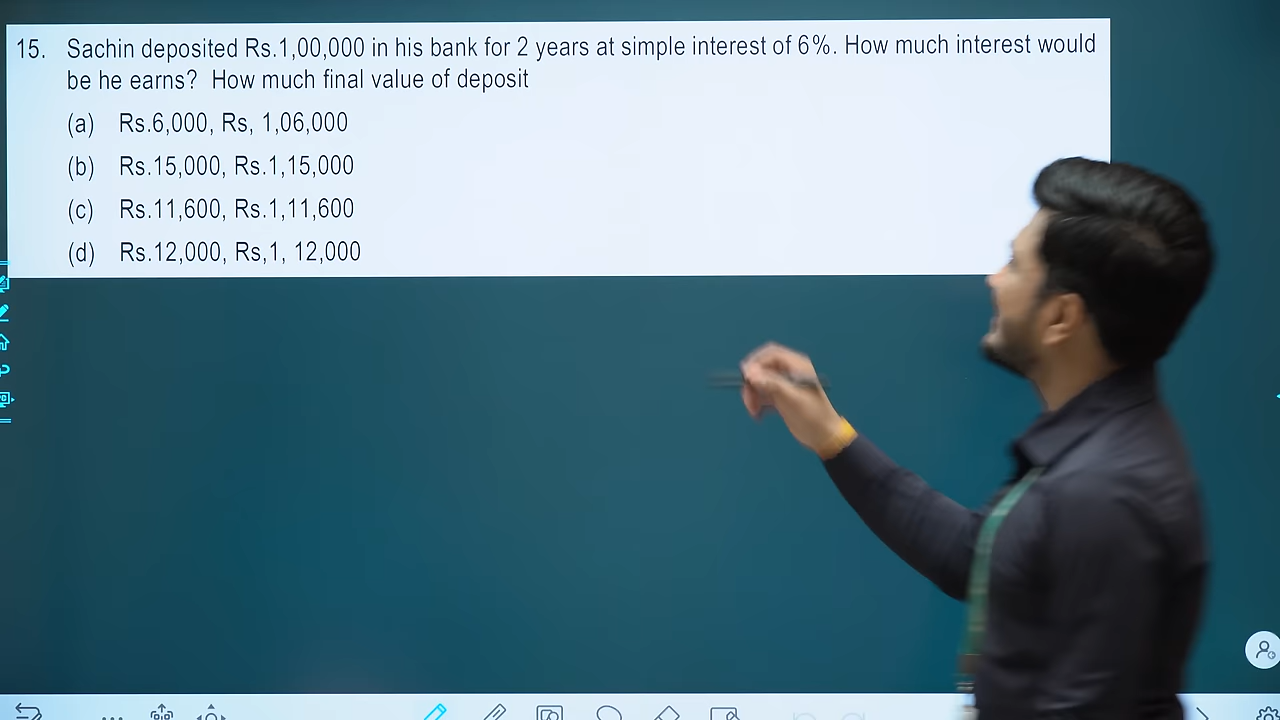 15. Sachin deposited Rs.1,00,000 in his bank for 2 years at simple interest of 6%. How much interest would
be he earns? How much final value of deposit
(a) Rs.6,000, Rs, 1,06,000
(b) Rs.15,000, Rs.1,15,000
(c) Rs.11,600, Rs.1,11,600
(d) Rs.12,000, Rs,1, 12,000